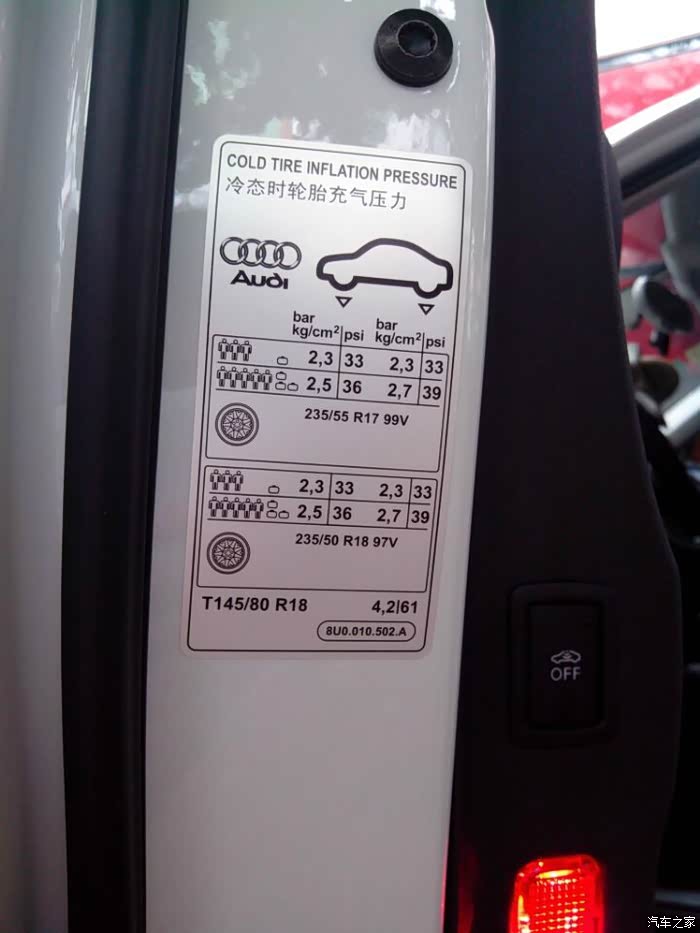 COLD TIRE INFLATION PRESSURE
冷态时轮胎充气压力
Audi
bar bar
kg/cm² psi kg/cm² psi
2,3 33 2,3 33
2,5 36 2,7 39
235/55 R17 99V
2,3 33 2,3 33
2,5 36 2,7 39
235/50 R18 97V
T145/80 R18 4,2|61
8U0.010.502.A
OFF
汽车之家